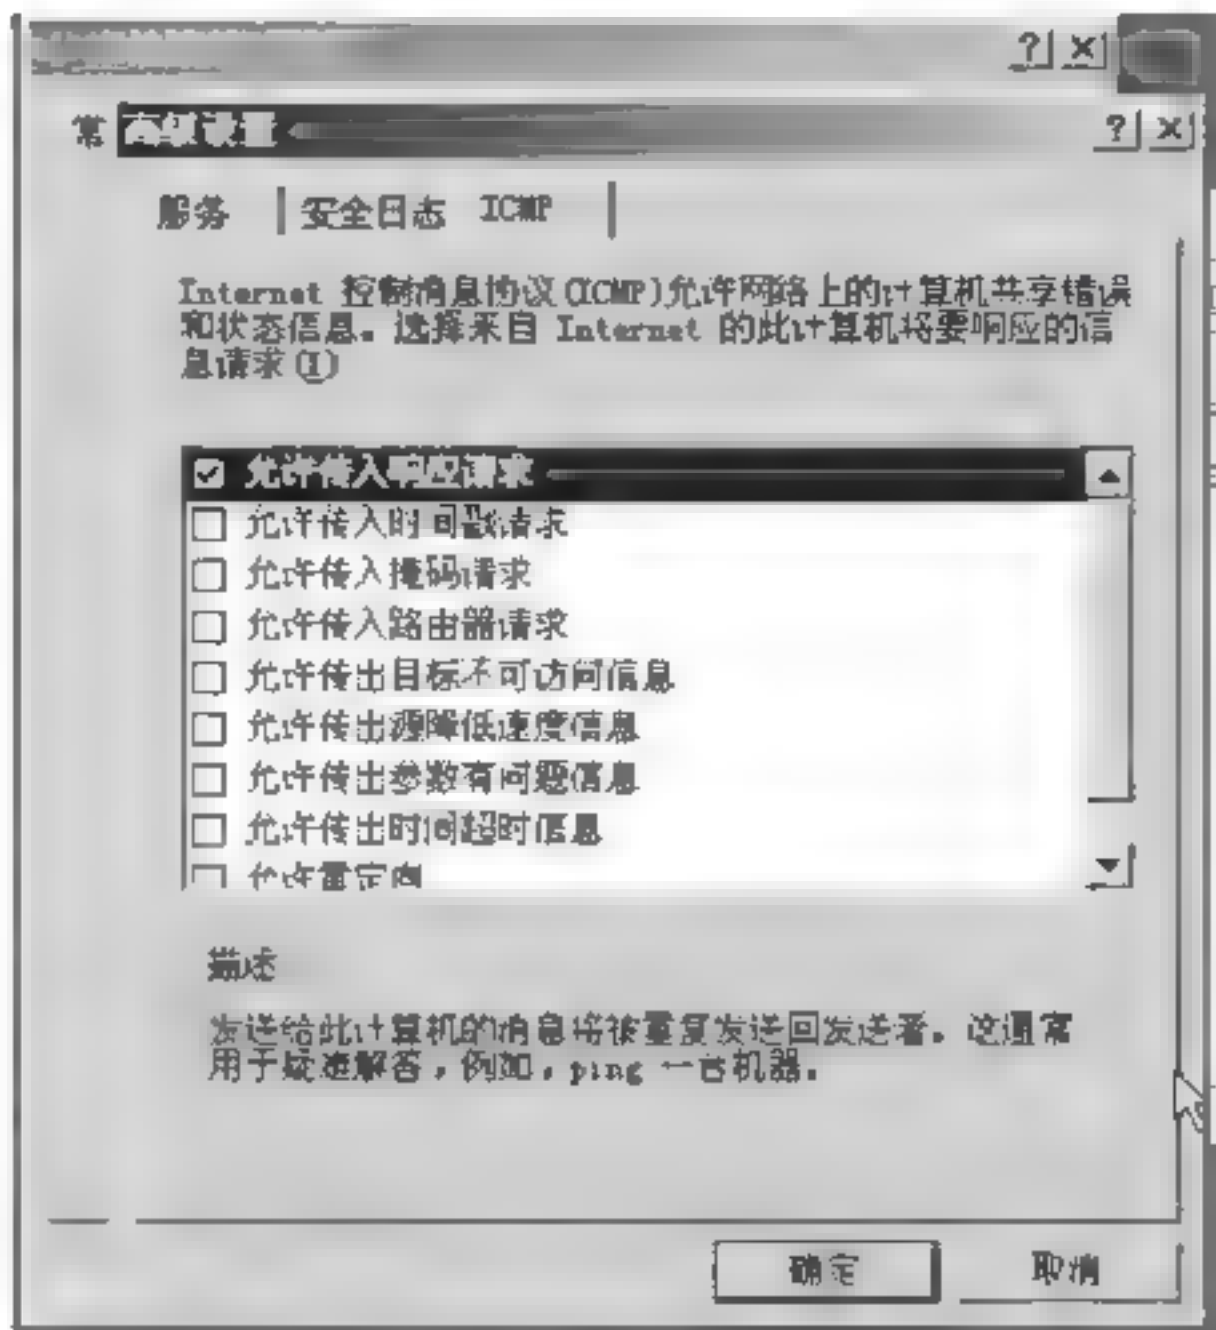 常 高级设置
服务 安全日志 ICMP
Internet 控制消息协议(ICMP)允许网络上的计算机共享错误
和状态信息。选择来自 Internet 的此计算机将要响应的信
息请求(I)
允许传入响应请求
允许传入时间戳请求
允许传入掩码请求
允许传入路由器请求
允许传出目标不可访问信息
允许传出源降低速度信息
允许传出参数有问题信息
允许传出时间超时信息
允许重定向
描述
发送给此计算机的消息将被重复发送回发送者。这通常
用于疑难解答，例如，ping 一台机器。
确定 取消